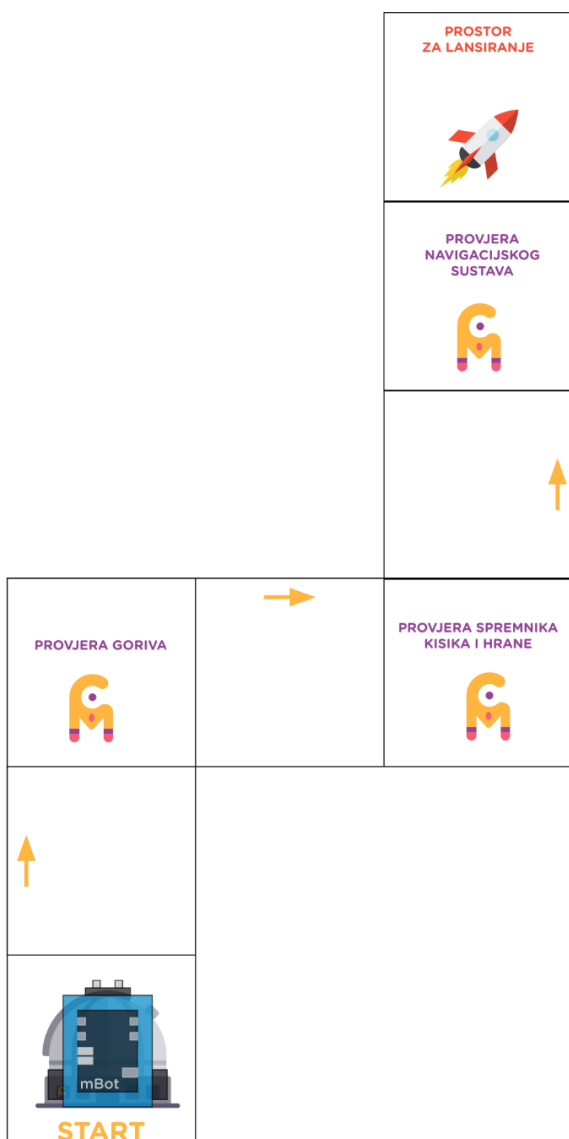 PROSTOR
ZA LANSIRANJE
PROVJERA
NAVIGACIJSKOG
SUSTAVA
PROVJERA GORIVA
PROVJERA SPREMNIKA
KISIKA I HRANE
mBot
START